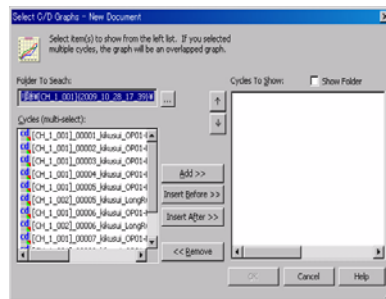 Select C/D Graphs - New Document
Select item(s) to show from the left list. If you selected
multiple cycles, the graph will be an overlapped graph.
Folder To Seach:
[CH_1_001](2009_10_28_17_39)¥
...
Cycles To Show:
Show Folder
Cycles (multi-select):
[CH_1_001]_00001_kikusui_OP01-
[CH_1_001]_00002_kikusui_OP01-
[CH_1_001]_00003_kikusui_OP01-
[CH_1_001]_00004_kikusui_OP01-
[CH_1_001]_00005_kikusui_OP01-
[CH_1_002]_00005_kikusui_LongR
[CH_1_001]_00006_kikusui_OP01-
[CH_1_002]_00006_kikusui_LongR
[CH_1_001]_00007_kikusui_OP01-
Add >>
Insert Before >>
Insert After >>
<< Remove
OK
Cancel
Help